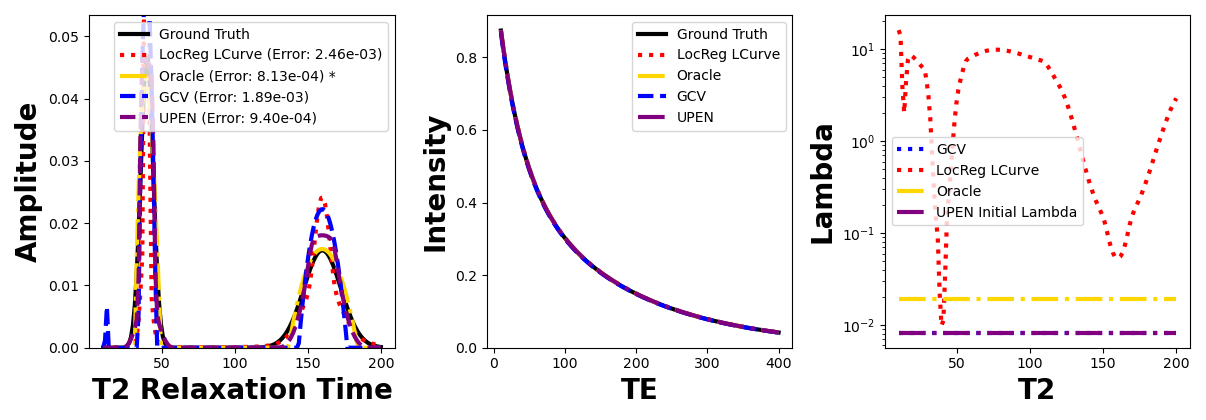 Amplitude
0.05
0.04
0.03
0.02
0.01
0.00
50
100
150
200
T2 Relaxation Time
Ground Truth
LocReg LCurve (Error: 2.46e-03)
Oracle (Error: 8.13e-04) *
GCV (Error: 1.89e-03)
UPEN (Error: 9.40e-04)
Intensity
0.8
0.6
0.4
0.2
0.0
0
100
200
300
400
TE
Ground Truth
LocReg LCurve
Oracle
GCV
UPEN
Lambda
10¹
10⁰
10⁻¹
10⁻²
50
100
150
200
T2
GCV
LocReg LCurve
Oracle
UPEN Initial Lambda